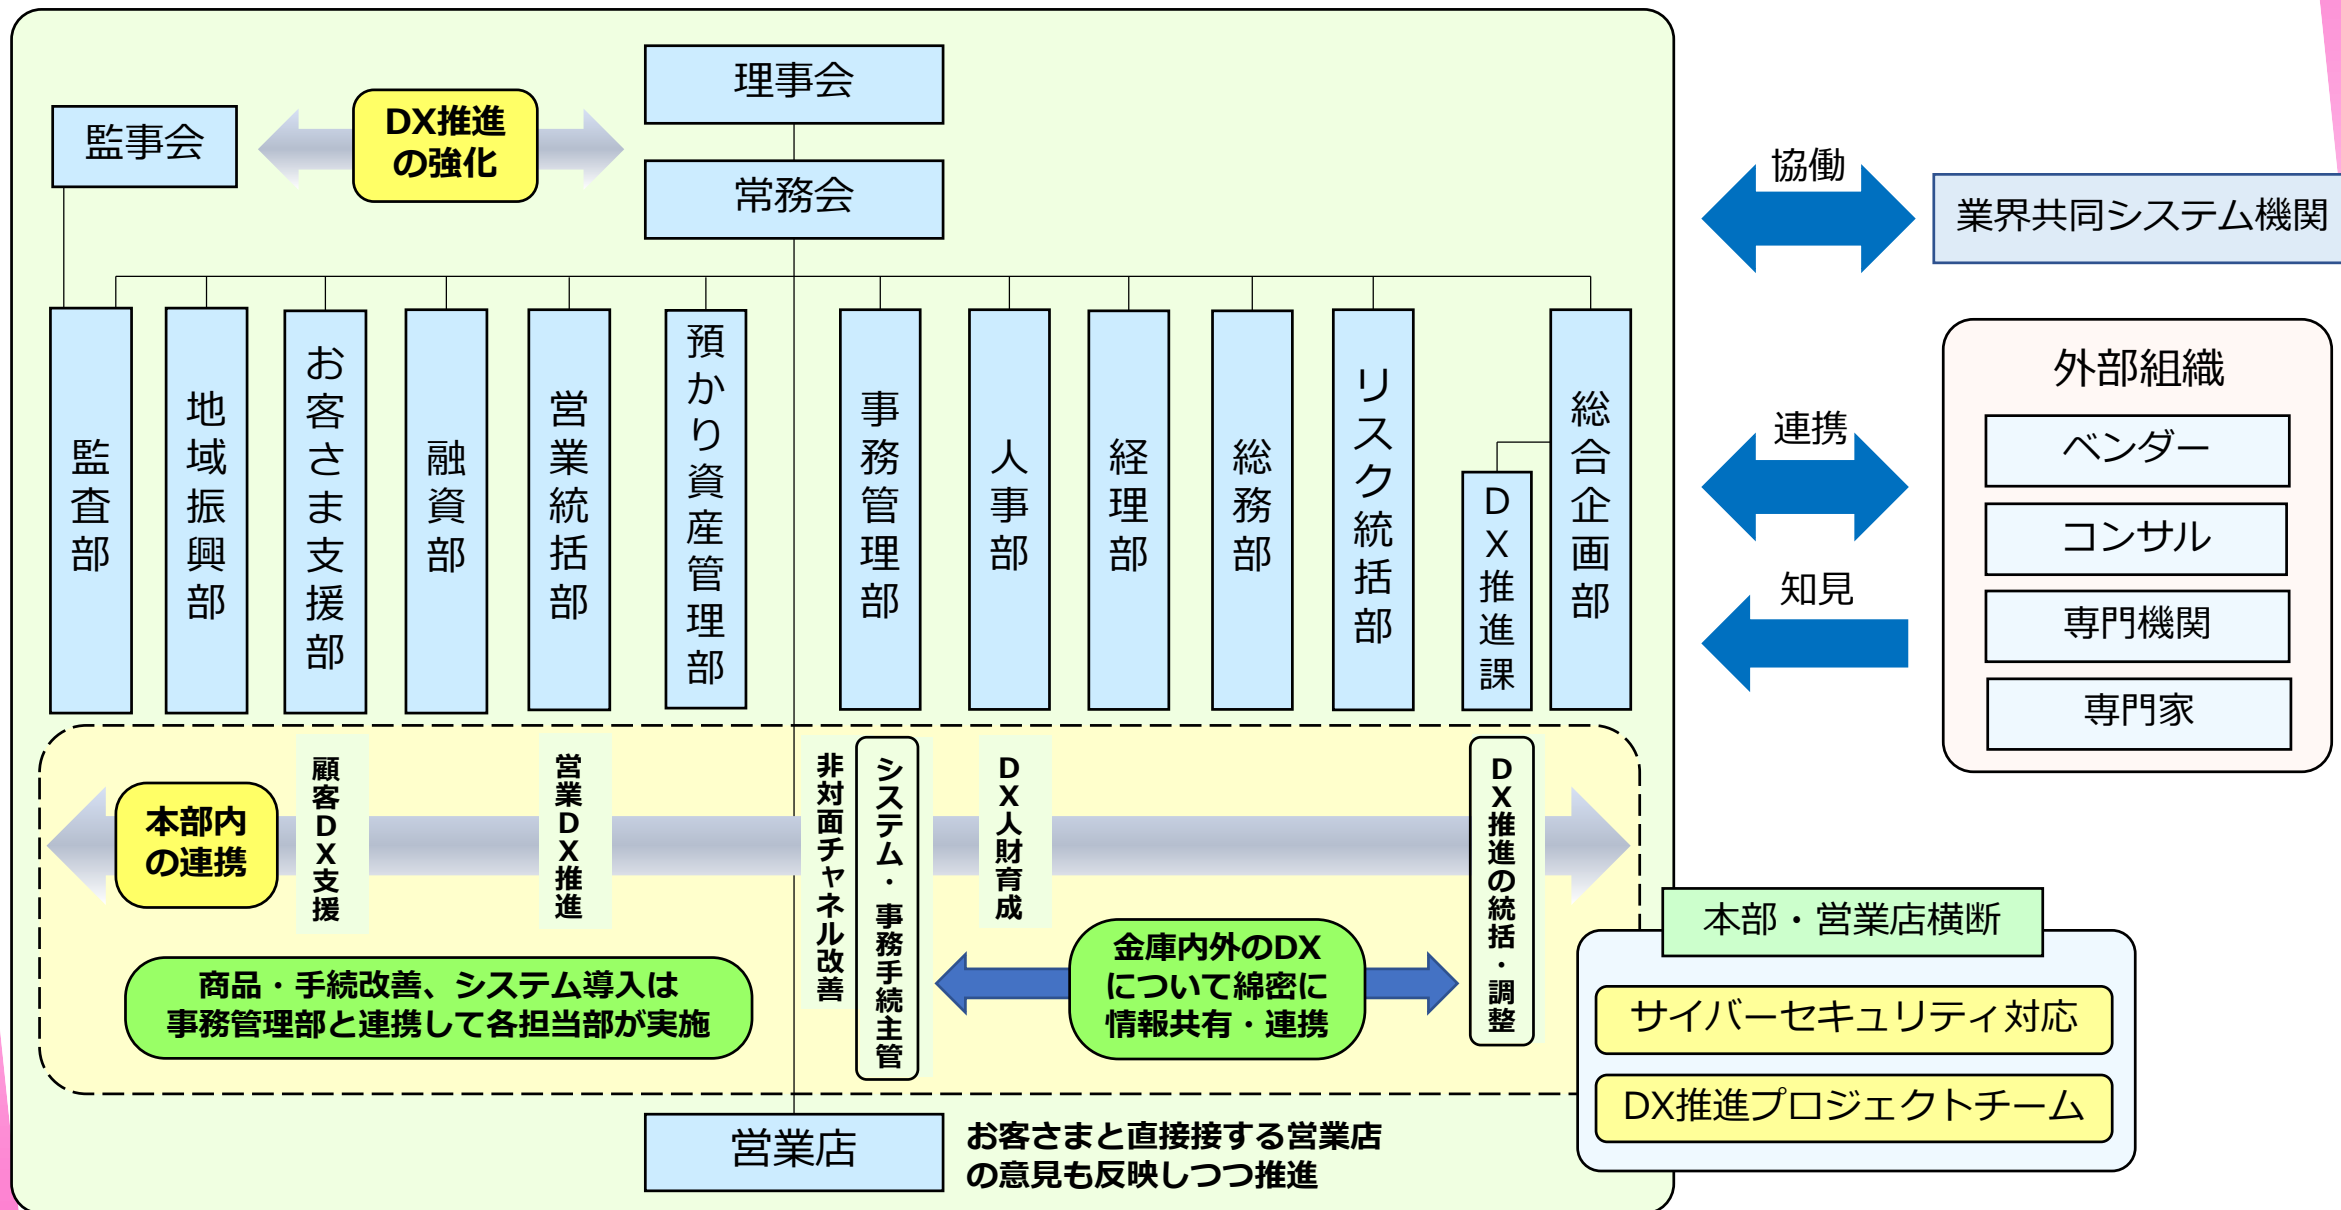 理事会
監事会
DX推進
の強化
常務会
監査部
地域振興部
お客さま支援部
融資部
営業統括部
預かり資産管理部
事務管理部
人事部
経理部
総務部
リスク統括部
DX推進課
総合企画部
本部内
の連携
顧客DX支援
営業DX推進
非対面チャネル改善
システム・事務手続主管
DX人財育成
DX推進の統括・調整
商品・手続改善、システム導入は
事務管理部と連携して各担当部が実施
金庫内外のDX
について綿密に
情報共有・連携
営業店
お客さまと直接接する営業店
の意見も反映しつつ推進
協働
業界共同システム機関
連携
知見
外部組織
ベンダー
コンサル
専門機関
専門家
本部・営業店横断
サイバーセキュリティ対応
DX推進プロジェクトチーム